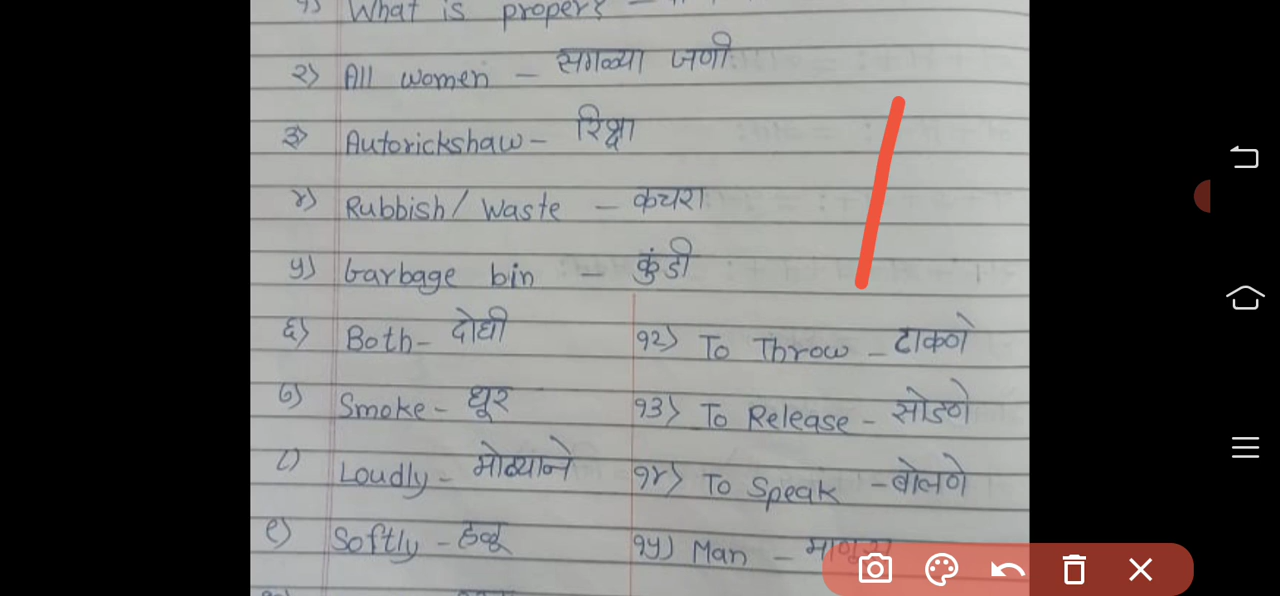 १) What is proper?
२) All women - सगळ्या जणी
३) Autorickshaw - रिक्षा
४) Rubbish/Waste - कचरा
५) Garbage bin - कुंडी
६) Both - दोघी
१२) To Throw - टाकणे
७) Smoke - धूर
१३) To Release - सोडणे
८) Loudly - मोठ्याने
१४) To Speak - बोलणे
९) Softly - हळू
१५) Man - माणूस